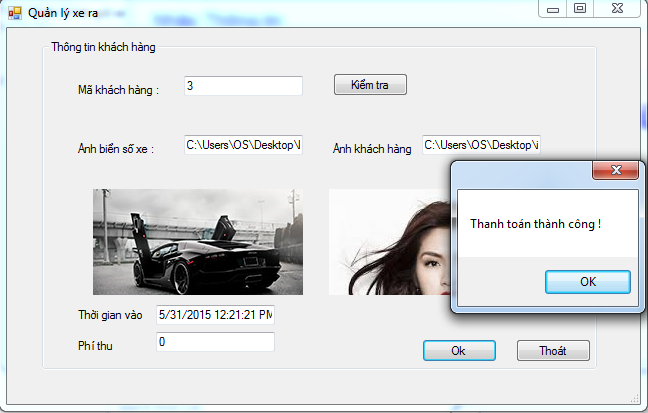 Quản lý xe ra
Thông tin khách hàng
Mã khách hàng : 3 Kiểm tra
Ảnh biển số xe : C:\Users\OS\Desktop\ Ảnh khách hàng C:\Users\OS\Desktop\
Thanh toán thành công !
OK
Thời gian vào 5/31/2015 12:21:21 PM
Phí thu 0
Ok Thoát